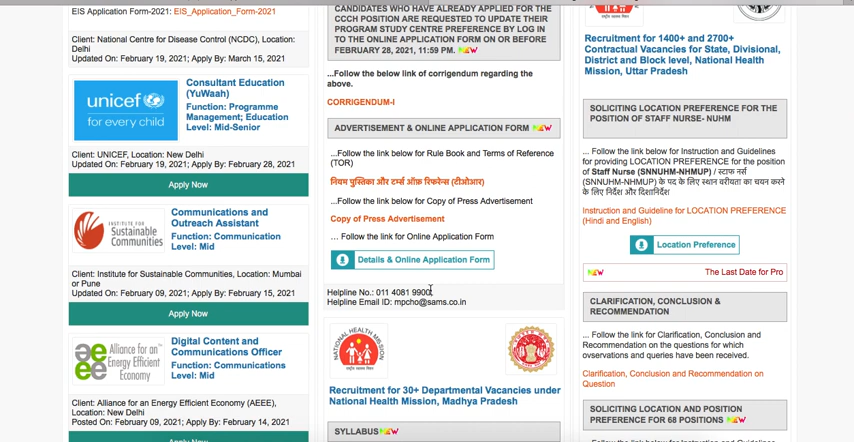 EIS Application Form-2021: EIS_Application_Form-2021
Client: National Centre for Disease Control (NCDC), Location:
Delhi
Updated On: February 19, 2021; Apply By: March 15, 2021
unicef
for every child
Consultant Education
(YuWaah)
Function: Programme
Management; Education
Level: Mid-Senior
Client: UNICEF, Location: New Delhi
Updated On: February 19, 2021; Apply By: February 28, 2021
Apply Now
INSTITUTE FOR
Sustainable
Communities
Communications and
Outreach Assistant
Function: Communication
Level: Mid
Client: Institute for Sustainable Communities, Location: Mumbai
or Pune
Updated On: February 09, 2021; Apply By: February 15, 2021
Apply Now
aeee
Alliance for an
Energy Efficient
Economy
Digital Content and
Communications Officer
Function: Communications
Level: Mid
Client: Alliance for an Energy Efficient Economy (AEEE),
Location: New Delhi
Posted On: February 09, 2021; Apply By: February 14, 2021
Apply Now
CANDIDATES WHO HAVE ALREADY APPLIED FOR THE
CCCH POSITION ARE REQUESTED TO UPDATE THEIR
PROGRAM STUDY CENTRE PREFERENCE BY LOG IN
TO THE ONLINE APPLICATION FORM ON OR BEFORE
FEBRUARY 28, 2021, 11:59 PM. NEW
...Follow the below link of corrigendum regarding the
above.
CORRIGENDUM-I
ADVERTISEMENT & ONLINE APPLICATION FORM NEW
...Follow the link below for Rule Book and Terms of Reference
(TOR)
नियम पुस्तिका और टर्म्स ऑफ़ रिफरेन्स (टीओआर)
...Follow the link below for Copy of Press Advertisement
Copy of Press Advertisement
... Follow the link for Online Application Form
Details & Online Application Form
Helpline No.: 011 4081 9900;
Helpline Email ID: mpcho@sams.co.in
NATIONAL HEALTH MISSION
Recruitment for 30+ Departmental Vacancies under
National Health Mission, Madhya Pradesh
SYLLABUS NEW
Recruitment for 1400+ and 2700+
Contractual Vacancies for State, Divisional,
District and Block level, National Health
Mission, Uttar Pradesh
SOLICITING LOCATION PREFERENCE FOR THE
POSITION OF STAFF NURSE- NUHM
... Follow the link below for Instruction and Guidelines
for providing LOCATION PREFERENCE for the position
of Staff Nurse (SNNUHM-NHMUP) / स्टाफ नर्स
(SNNUHM-NHMUP) के पद के लिए स्थान वरीयता का चयन करने
के लिए निर्देश और दिशानिर्देश
Instruction and Guideline for LOCATION PREFERENCE
(Hindi and English)
Location Preference
NEW The Last Date for Pro
CLARIFICATION, CONCLUSION &
RECOMMENDATION
... Follow the link for Clarification, Conclusion and
Recommendation on the questions for which
ovservations and queries have been received.
Clarification, Conclusion and Recommendation on
Question
SOLICITING LOCATION AND POSITION
PREFERENCE FOR 68 POSITIONS NEW